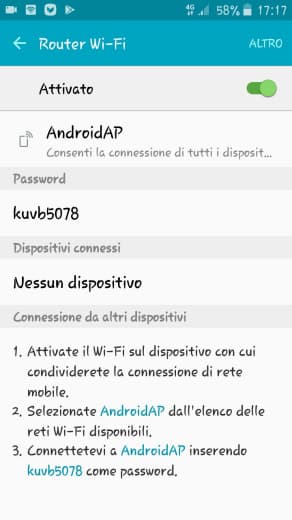 4G 58% 17:17
Router Wi-Fi ALTRO
Attivato
AndroidAP
Consenti la connessione di tutti i disposit...
Password
kuvb5078
Dispositivi connessi
Nessun dispositivo
Connessione da altri dispositivi
1. Attivate il Wi-Fi sul dispositivo con cui
condividerete la connessione di rete
mobile.
2. Selezionate AndroidAP dall'elenco delle
reti Wi-Fi disponibili.
3. Connettetevi a AndroidAP inserendo
kuvb5078 come password.